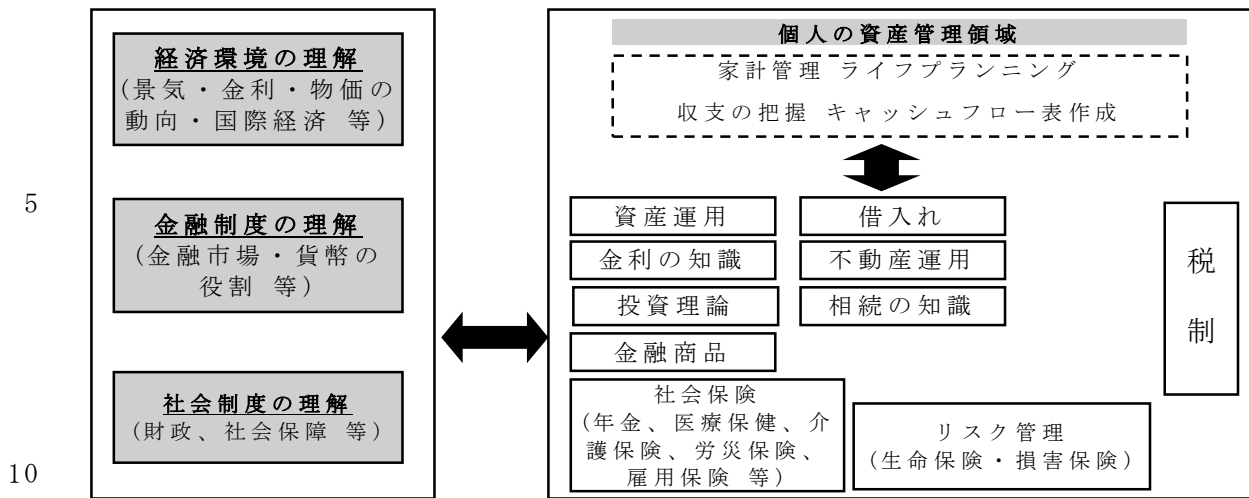 経済環境の理解
(景気・金利・物価の
動向・国際経済 等)
5
金融制度の理解
(金融市場・貨幣の
役割 等)
社会制度の理解
(財政、社会保障 等)
10
個人の資産管理領域
家計管理 ライフプランニング
収支の把握 キャッシュフロー表作成
資産運用
借入れ
金利の知識
不動産運用
投資理論
相続の知識
金融商品
社会保険
(年金、医療保健、介
護保険、労災保険、
雇用保険 等)
リスク管理
(生命保険・損害保険)
税
制